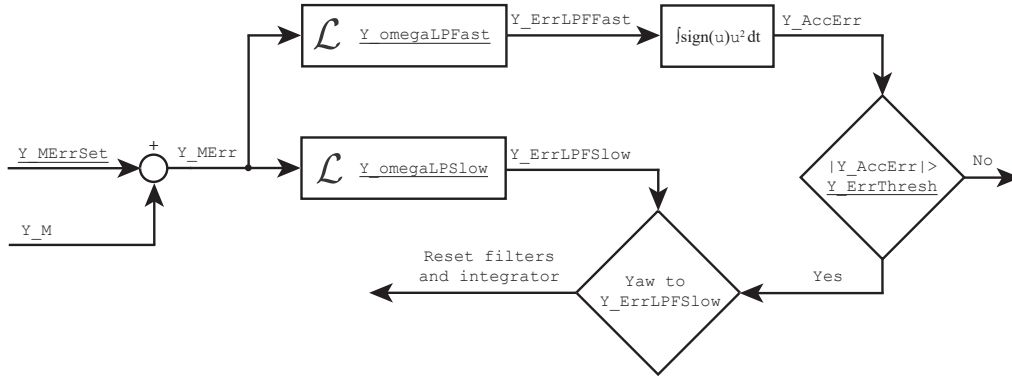 ℒ Y_omegaLPFast
Y_ErrLPFFast
∫sign(u)u² dt
Y_AccErr
Y_MErrSet
+
Y_MErr
ℒ Y_omegaLPSlow
Y_ErrLPFSlow
|Y_AccErr|>
Y_ErrThresh
No
Y_M
Reset filters
and integrator
Yaw to
Y_ErrLPFSlow
Yes